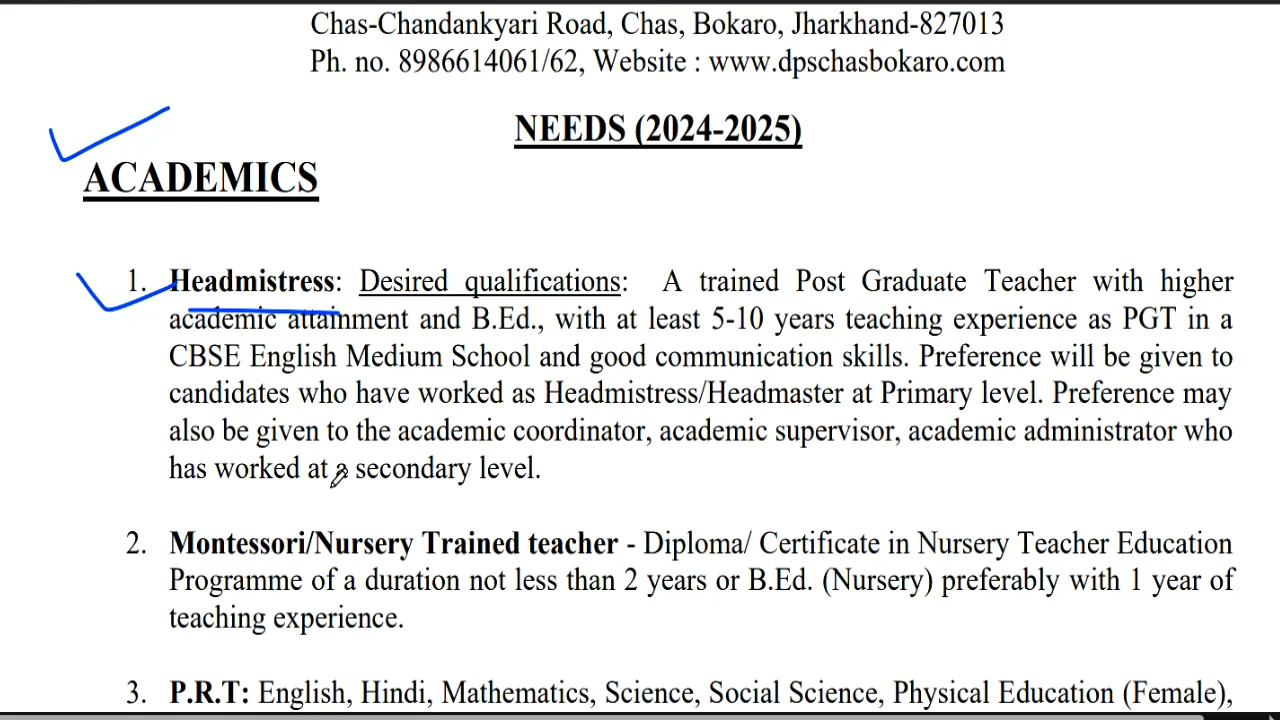 Chas-Chandankyari Road, Chas, Bokaro, Jharkhand-827013
Ph. no. 8986614061/62, Website : www.dpschasbokaro.com
NEEDS (2024-2025)
ACADEMICS
1. Headmistress: Desired qualifications: A trained Post Graduate Teacher with higher
academic attainment and B.Ed., with at least 5-10 years teaching experience as PGT in a
CBSE English Medium School and good communication skills. Preference will be given to
candidates who have worked as Headmistress/Headmaster at Primary level. Preference may
also be given to the academic coordinator, academic supervisor, academic administrator who
has worked at secondary level.
2. Montessori/Nursery Trained teacher - Diploma/ Certificate in Nursery Teacher Education
Programme of a duration not less than 2 years or B.Ed. (Nursery) preferably with 1 year of
teaching experience.
3. P.R.T: English, Hindi, Mathematics, Science, Social Science, Physical Education (Female),